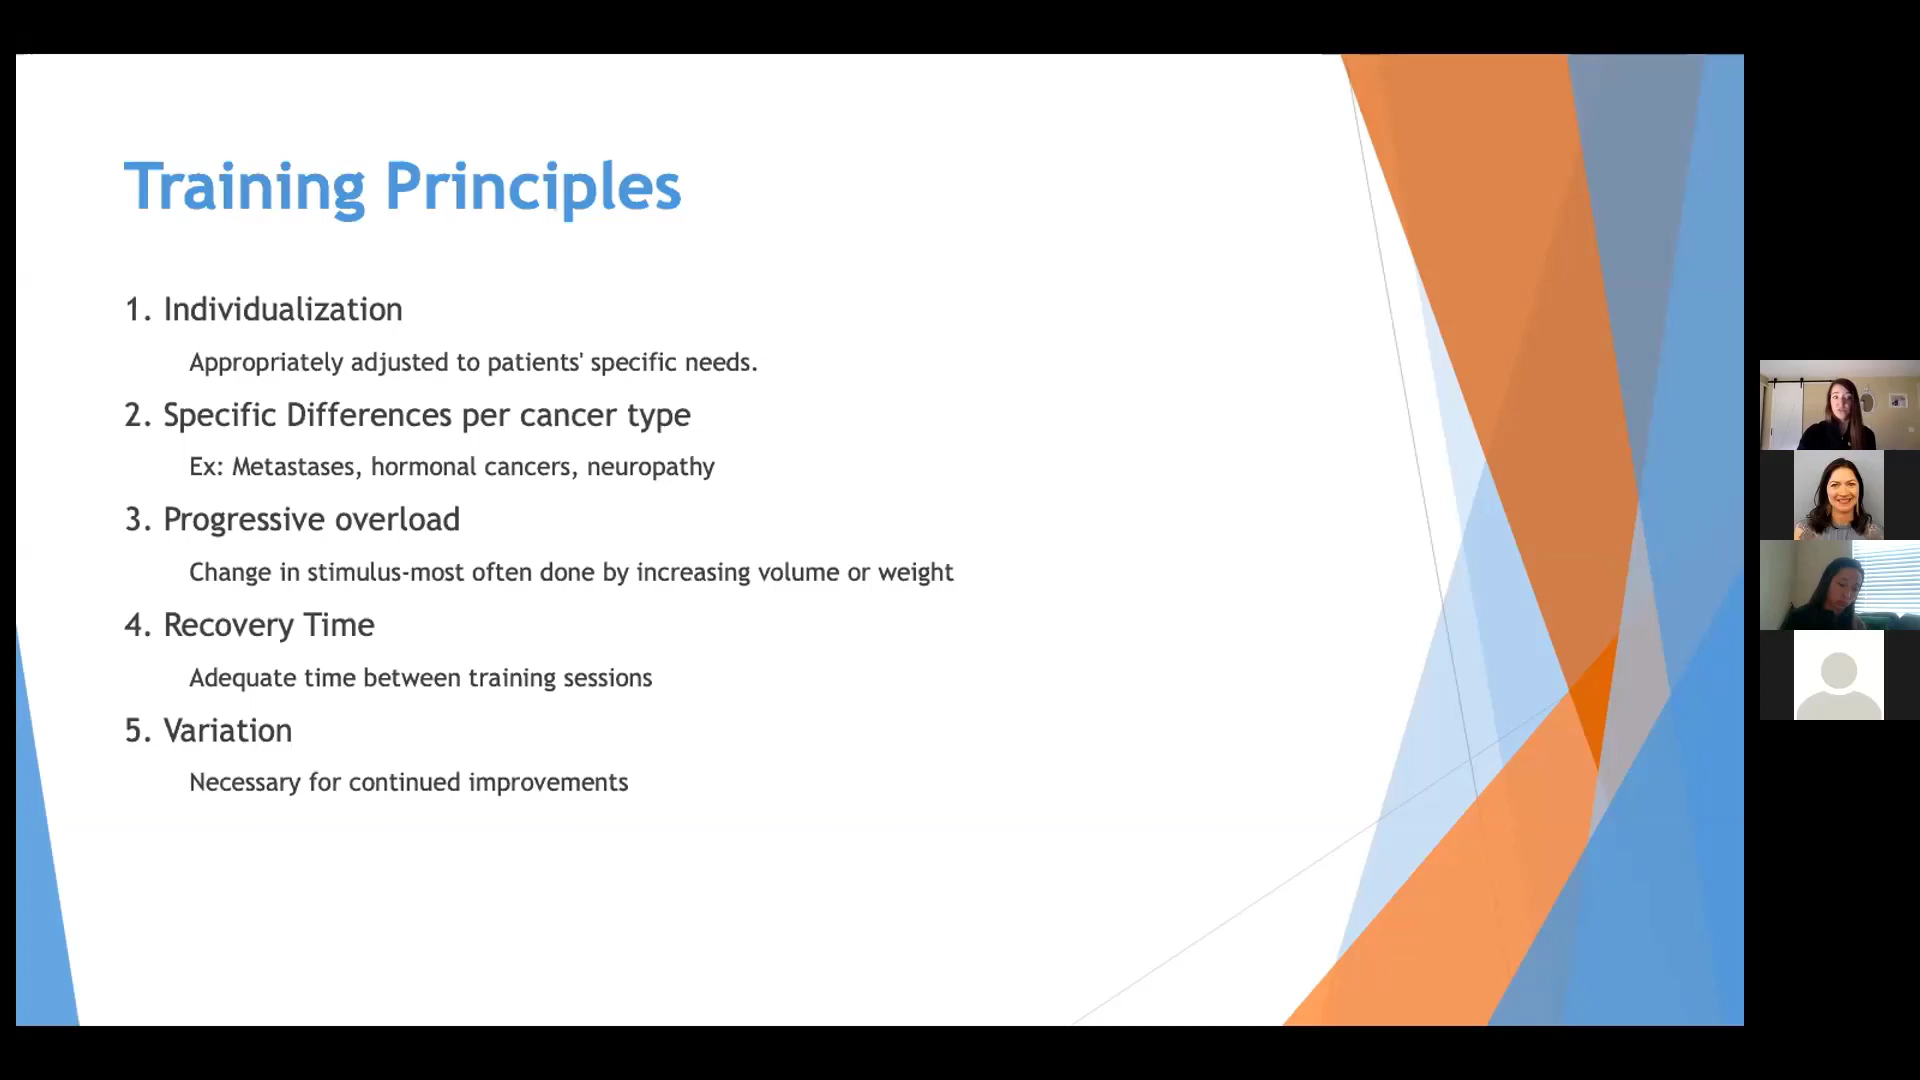 Training Principles
1. Individualization
Appropriately adjusted to patients' specific needs.
2. Specific Differences per cancer type
Ex: Metastases, hormonal cancers, neuropathy
3. Progressive overload
Change in stimulus-most often done by increasing volume or weight
4. Recovery Time
Adequate time between training sessions
5. Variation
Necessary for continued improvements